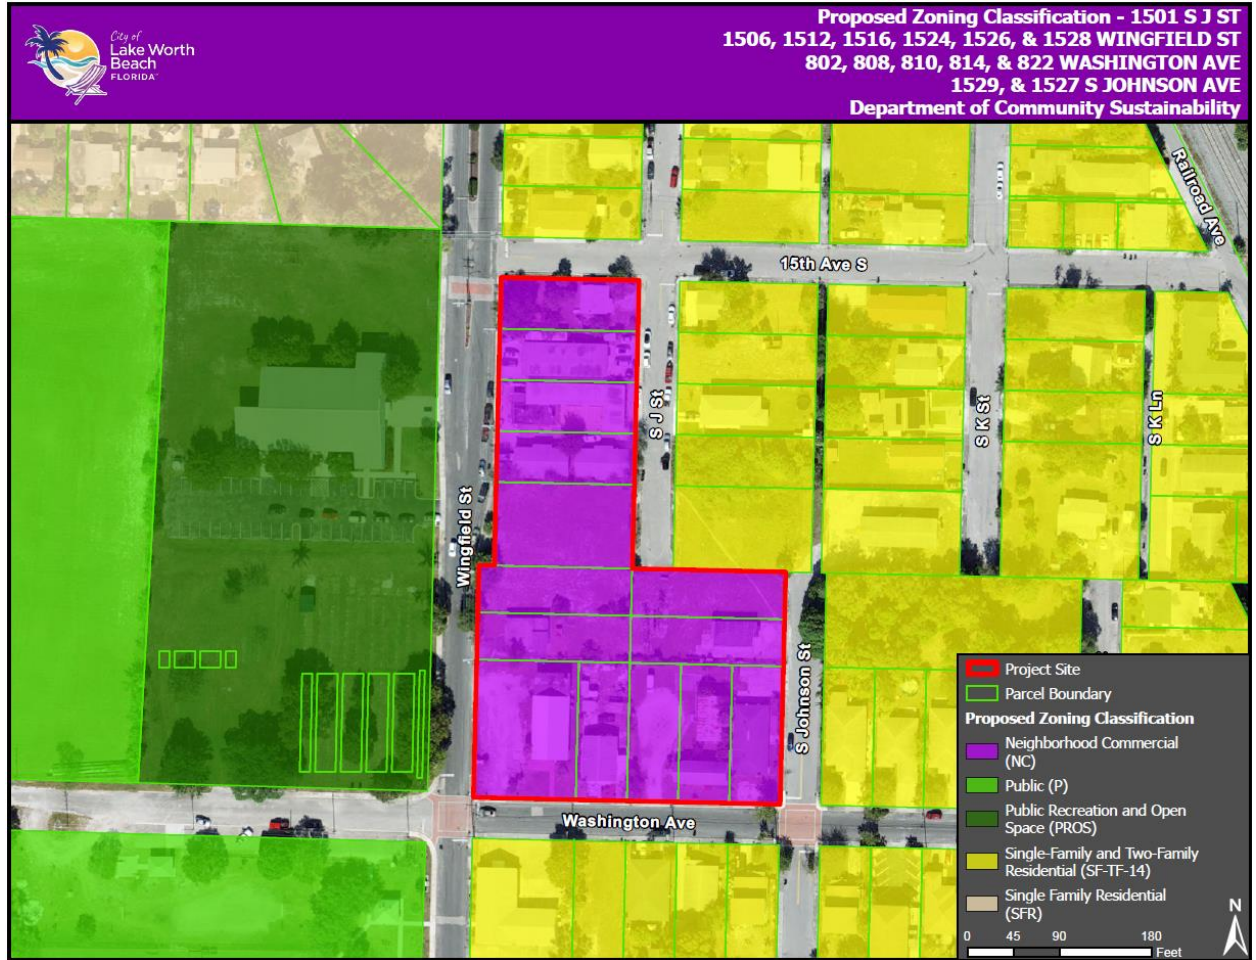 City of
Lake Worth
Beach
FLORIDA
Proposed Zoning Classification - 1501 S J ST
1506, 1512, 1516, 1524, 1526, & 1528 WINGFIELD ST
802, 808, 810, 814, & 822 WASHINGTON AVE
1529, & 1527 S JOHNSON AVE
Department of Community Sustainability
Railroad Ave
15th Ave S
S J St
S K St
S K Ln
Wingfield St
S Johnson St
Washington Ave
Project Site
Parcel Boundary
Proposed Zoning Classification
Neighborhood Commercial
(NC)
Public (P)
Public Recreation and Open
Space (PROS)
Single-Family and Two-Family
Residential (SF-TF-14)
Single Family Residential
(SFR)
N
0 45 90 180
Feet